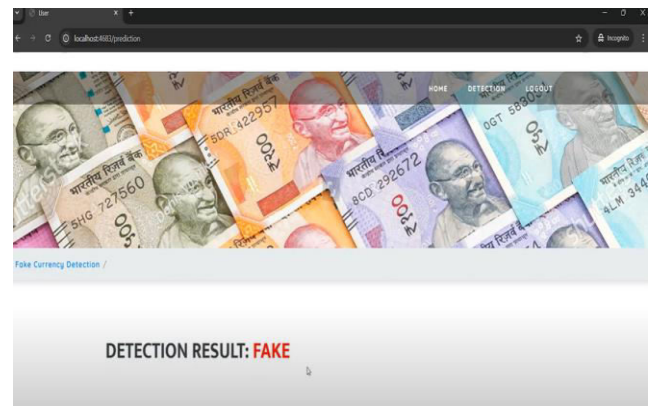 User
localhost:4683/prediction
Incognito
HOME DETECTION LOGOUT
भारतीय रिज़र्व बैंक
5HG 727560
5DR 422957
भारतीय रिज़र्व बैंक
8CD 292672
भारतीय रिज़र्व
0GT
4LM 344
Fake Currency Detection /
DETECTION RESULT: FAKE